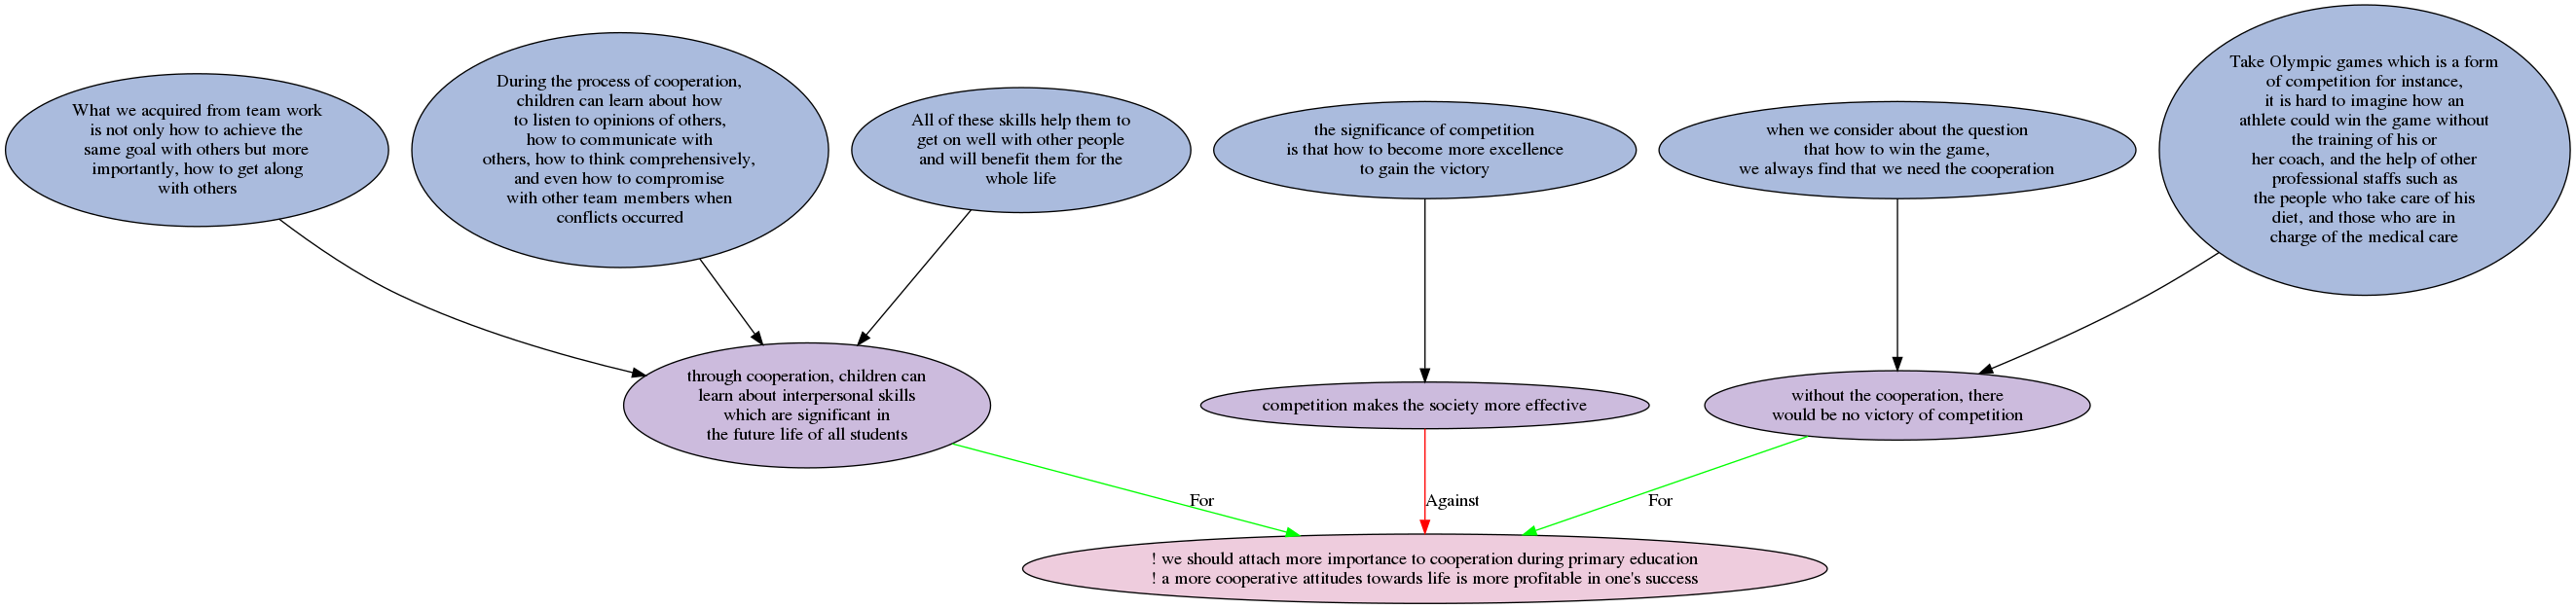 What we acquired from team work
is not only how to achieve the
same goal with others but more
importantly, how to get along
with others
During the process of cooperation,
children can learn about how
to listen to opinions of others,
how to communicate with
others, how to think comprehensively,
and even how to compromise
with other team members when
conflicts occurred
All of these skills help them to
get on well with other people
and will benefit them for the
whole life
the significance of competition
is that how to become more excellence
to gain the victory
when we consider about the question
that how to win the game,
we always find that we need the cooperation
Take Olympic games which is a form
of competition for instance,
it is hard to imagine how an
athlete could win the game without
the training of his or
her coach, and the help of other
professional staffs such as
the people who take care of his
diet, and those who are in
charge of the medical care
through cooperation, children can
learn about interpersonal skills
which are significant in
the future life of all students
competition makes the society more effective
without the cooperation, there
would be no victory of competition
For
Against
For
! we should attach more importance to cooperation during primary education
! a more cooperative attitudes towards life is more profitable in one's success